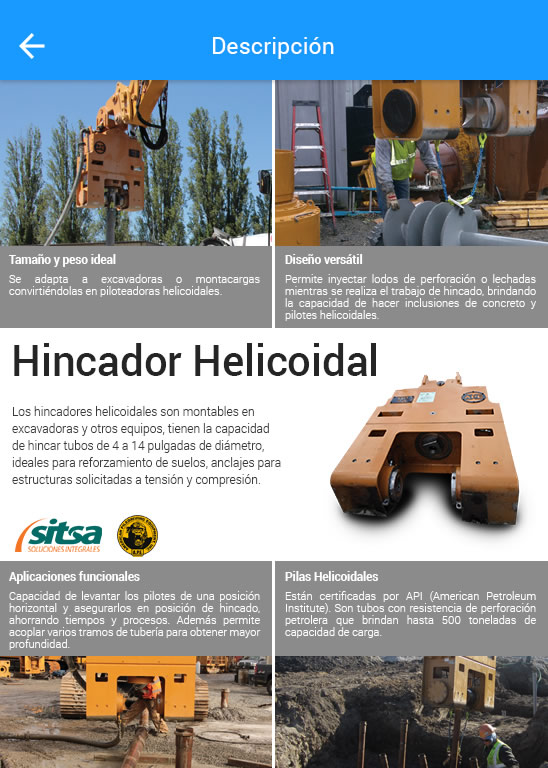 Descripción
Tamaño y peso ideal
Se adapta a excavadoras o montacargas
convirtiéndolas en piloteadoras helicoidales.
Diseño versátil
Permite inyectar lodos de perforación o lechadas
mientras se realiza el trabajo de hincado, brindando
la capacidad de hacer inclusiones de concreto y
pilotes helicoidales.
Hincador Helicoidal
Los hincadores helicoidales son montables en
excavadoras y otros equipos, tienen la capacidad
de hincar tubos de 4 a 14 pulgadas de diámetro,
ideales para reforzamiento de suelos, anclajes para
estructuras solicitadas a tensión y compresión.
sitsa
SOLUCIONES INTEGRALES
Aplicaciones funcionales
Capacidad de levantar los pilotes de una posición
horizontal y asegurarlos en posición de hincado,
ahorrando tiempos y procesos. Además permite
acoplar varios tramos de tubería para obtener mayor
profundidad.
Pilas Helicoidales
Están certificadas por API (American Petroleum
Institute). Son tubos con resistencia de perforación
petrolera que brindan hasta 500 toneladas de
capacidad de carga.